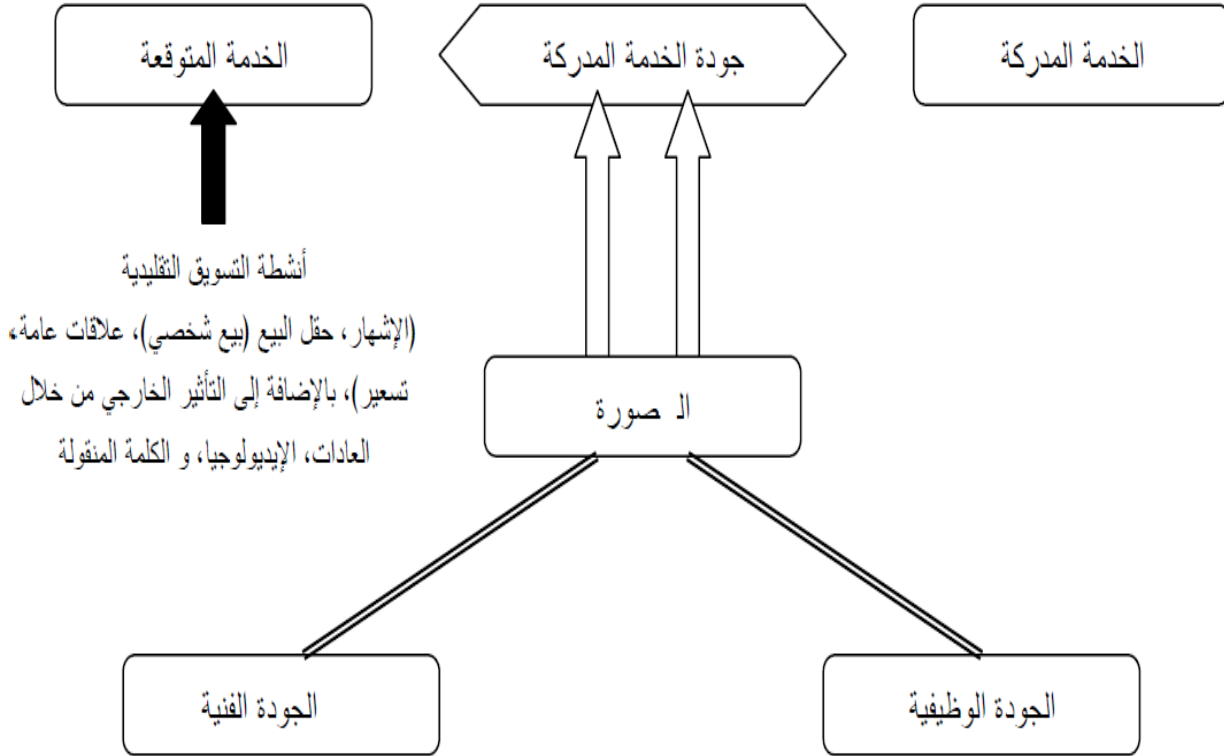 الخدمة المدركة
جودة الخدمة المدركة
الخدمة المتوقعة
أنشطة التسويق التقليدية
(الإشهار، حقل البيع (بيع شخصي)، علاقات عامة،
تسعير)، بالإضافة إلى التأثير الخارجي من خلال
العادات، الإيديولوجيا، و الكلمة المنقولة
الـ صورة
الجودة الوظيفية
الجودة الفنية